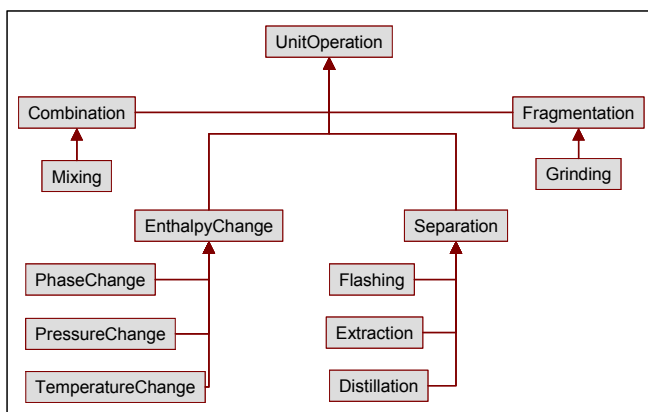 UnitOperation
Combination
Fragmentation
Mixing
Grinding
EnthalpyChange
Separation
PhaseChange
Flashing
PressureChange
Extraction
TemperatureChange
Distillation